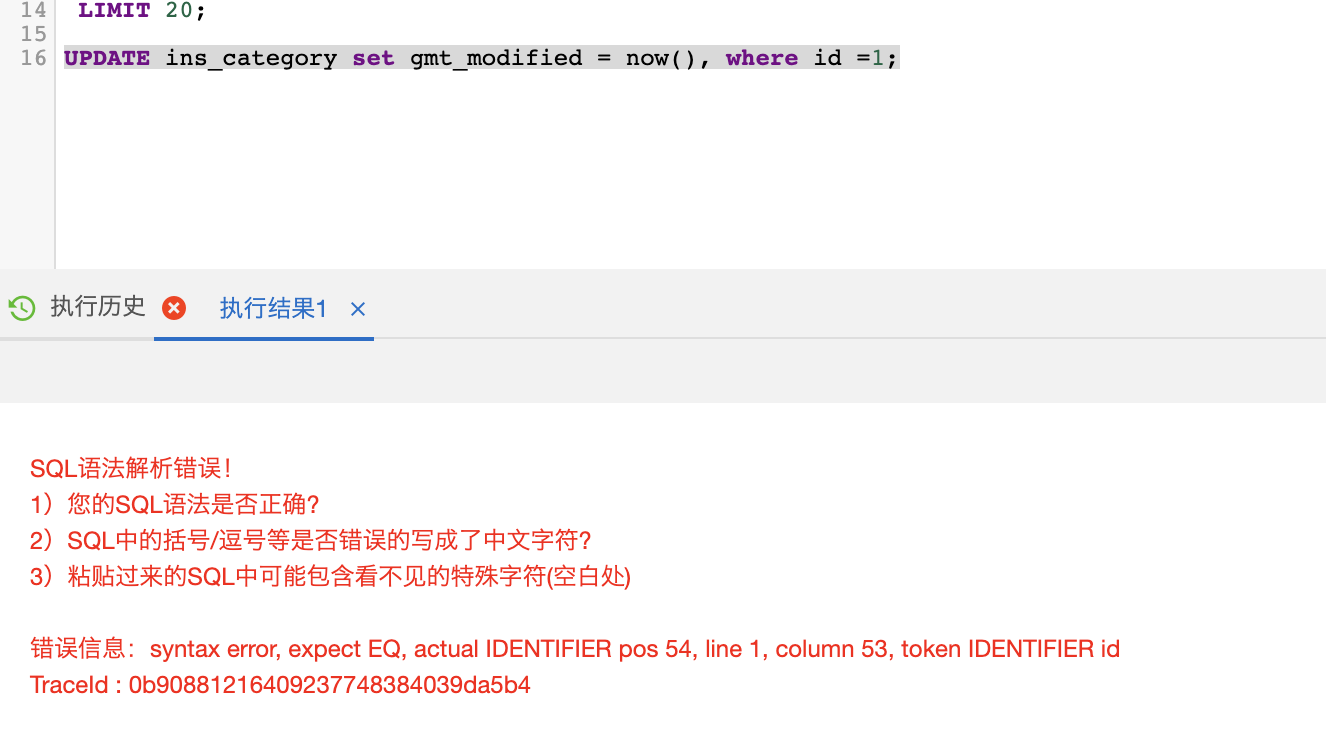 14 LIMIT 20;
15
16 UPDATE ins_category set gmt_modified = now(), where id =1;
执行历史 执行结果1 ×
SQL语法解析错误！
1）您的SQL语法是否正确?
2）SQL中的括号/逗号等是否错误的写成了中文字符?
3）粘贴过来的SQL中可能包含看不见的特殊字符(空白处)
错误信息：syntax error, expect EQ, actual IDENTIFIER pos 54, line 1, column 53, token IDENTIFIER id
TraceId : 0b90881216409237748384039da5b4